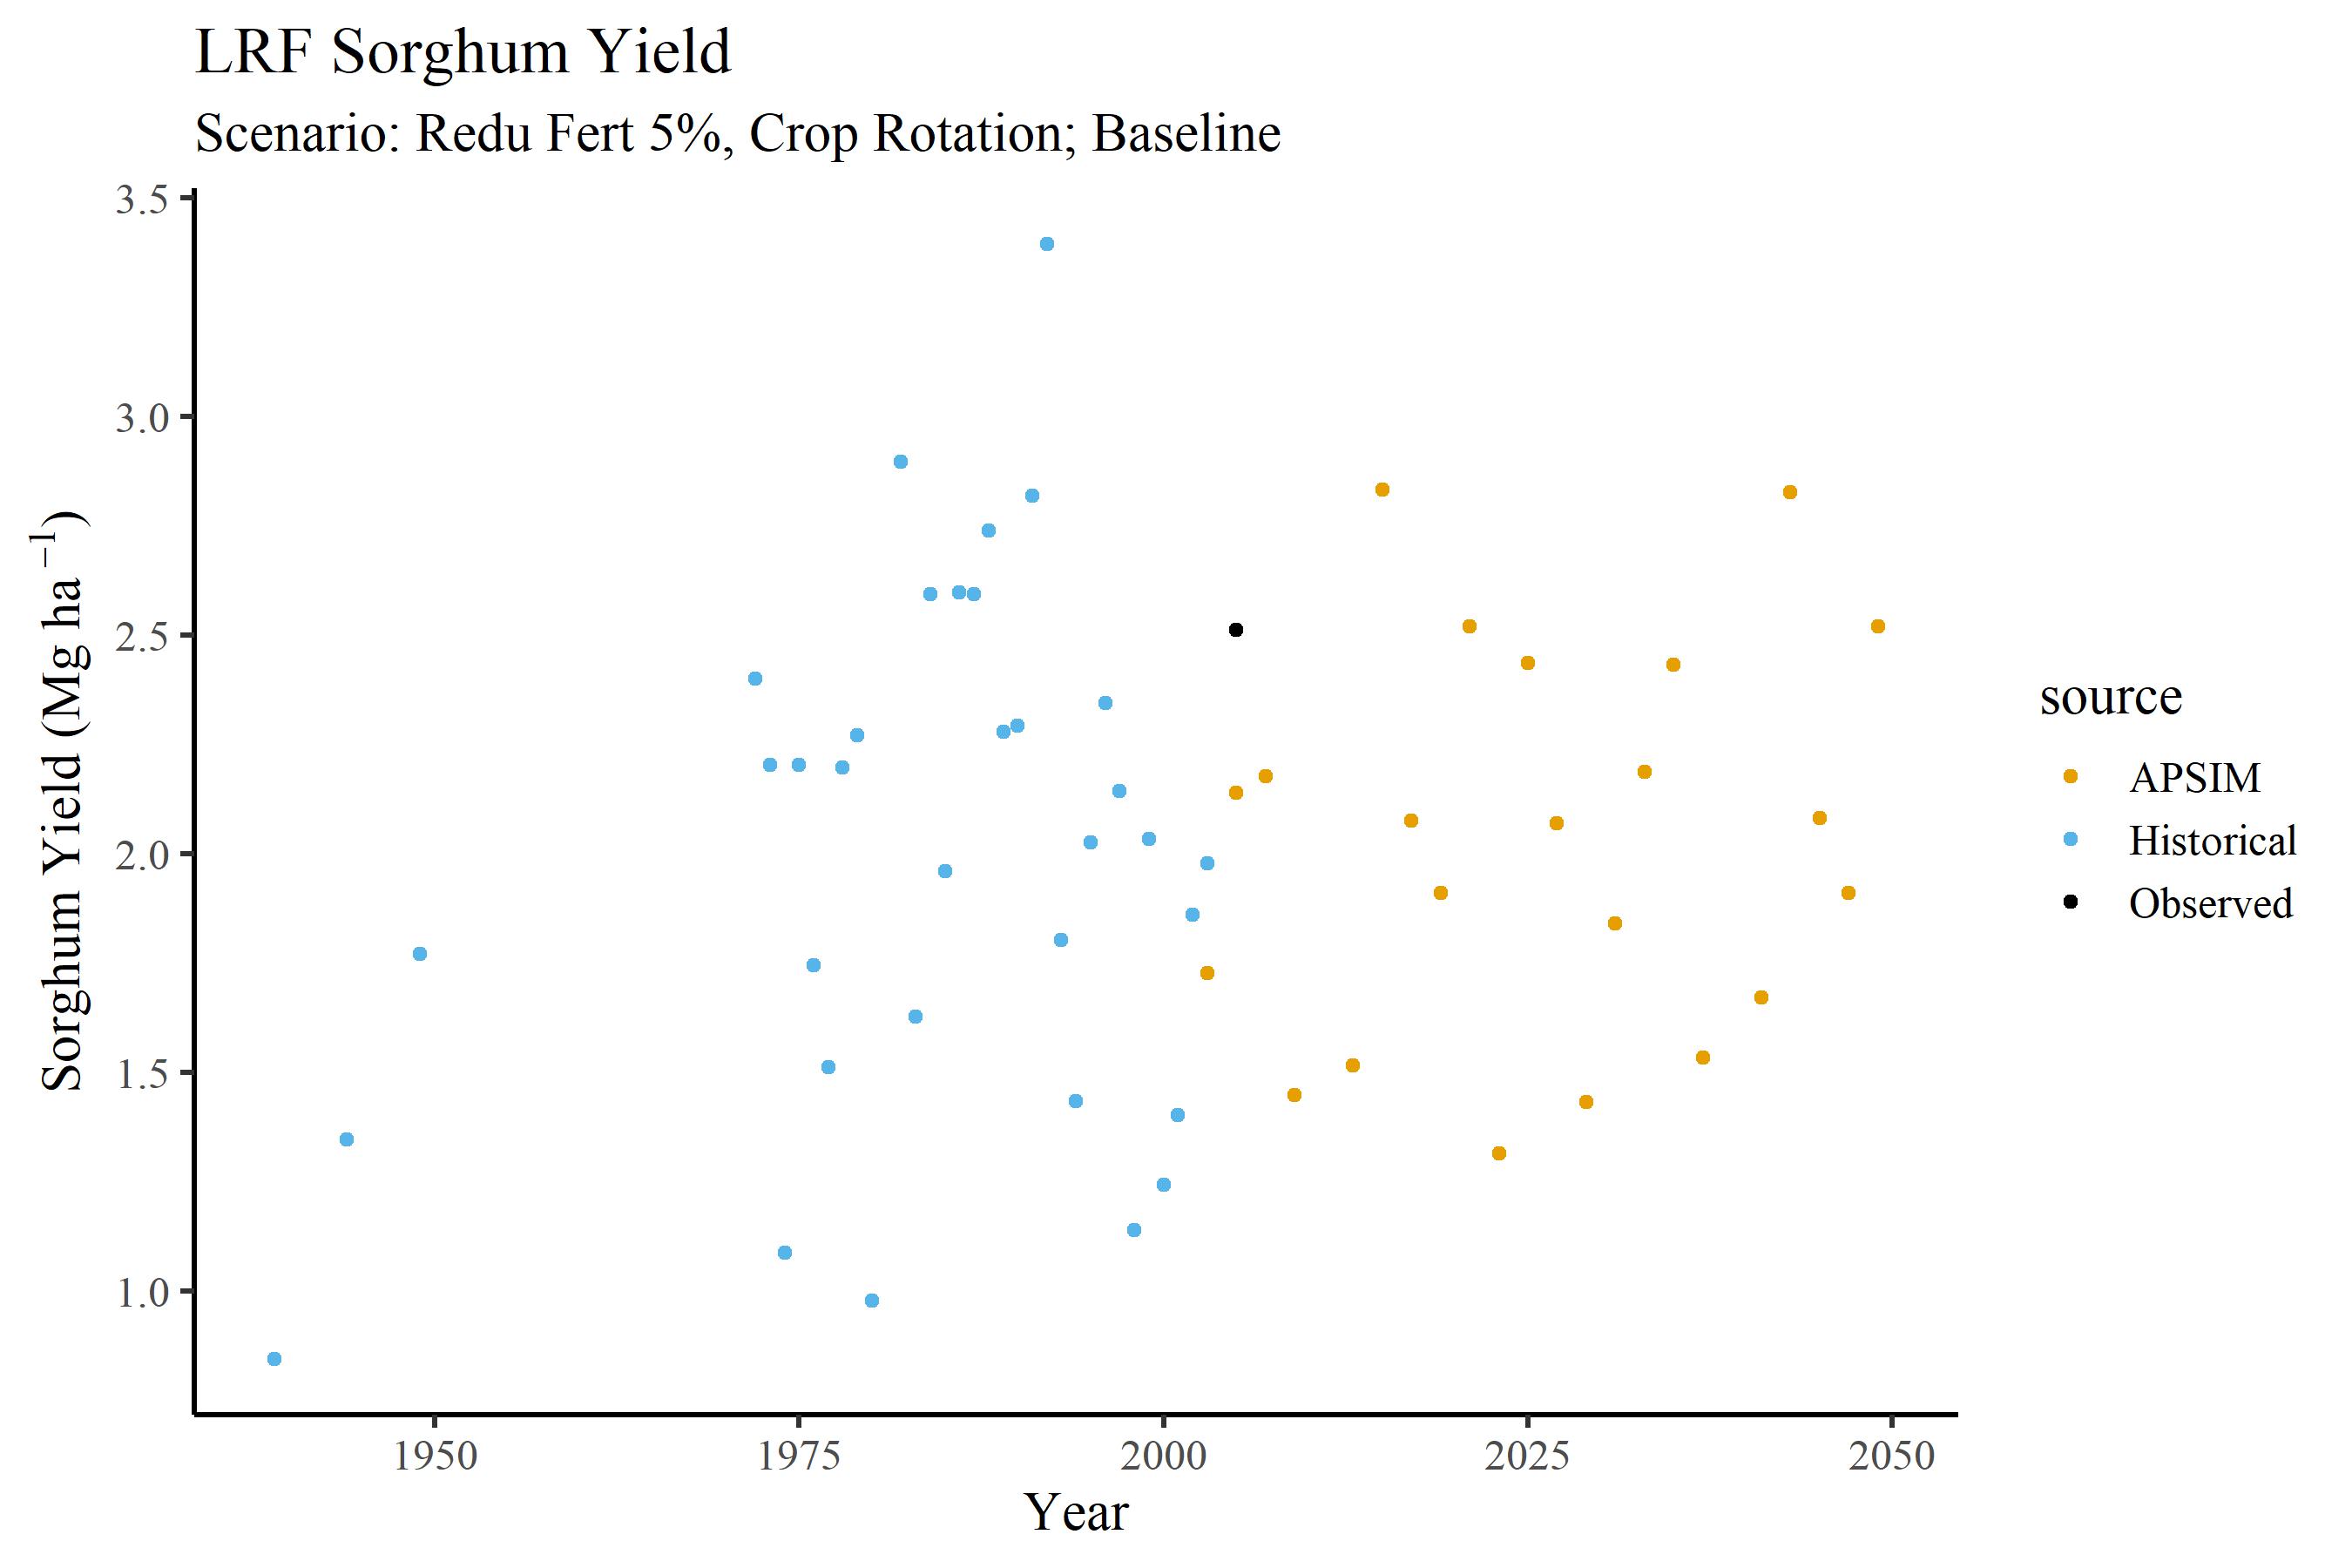 LRF Sorghum Yield
Scenario: Redu Fert 5%, Crop Rotation; Baseline
Sorghum Yield (Mg ha⁻¹)
3.5
3.0
2.5
2.0
1.5
1.0
1950 1975 2000 2025 2050
Year
source
APSIM
Historical
Observed